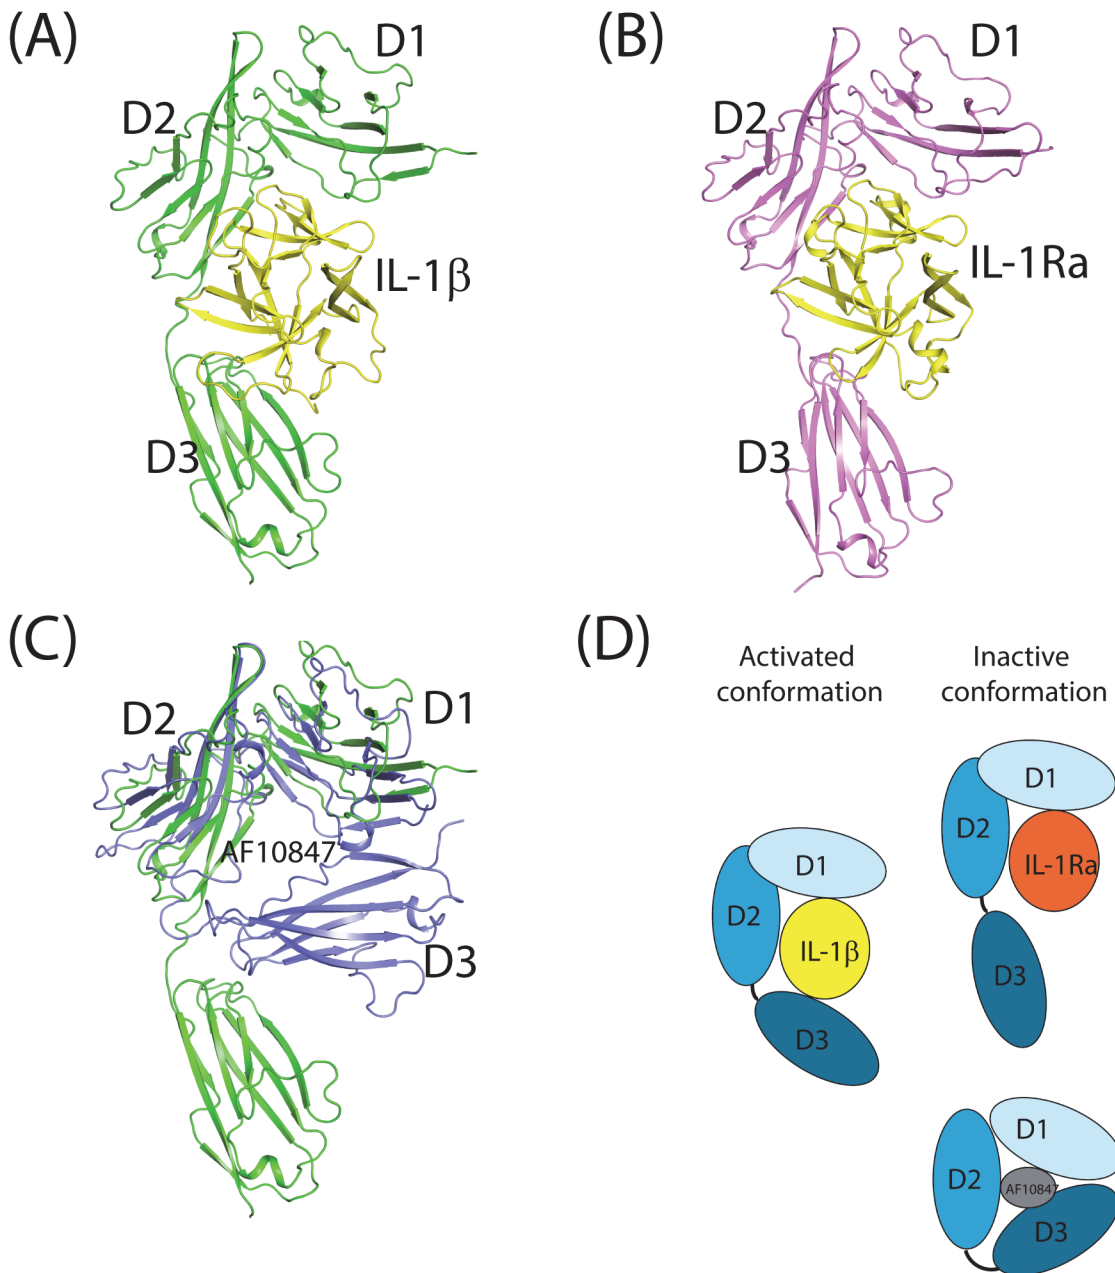 (A)
D1
D2
IL-1β
D3
(B)
D1
D2
IL-1Ra
D3
(C)
D2
D1
AF10847
D3
(D)
Activated
conformation
Inactive
conformation
D1
D2
IL-1β
D3
D1
D2
IL-1Ra
D3
D1
D2
AF10847
D3